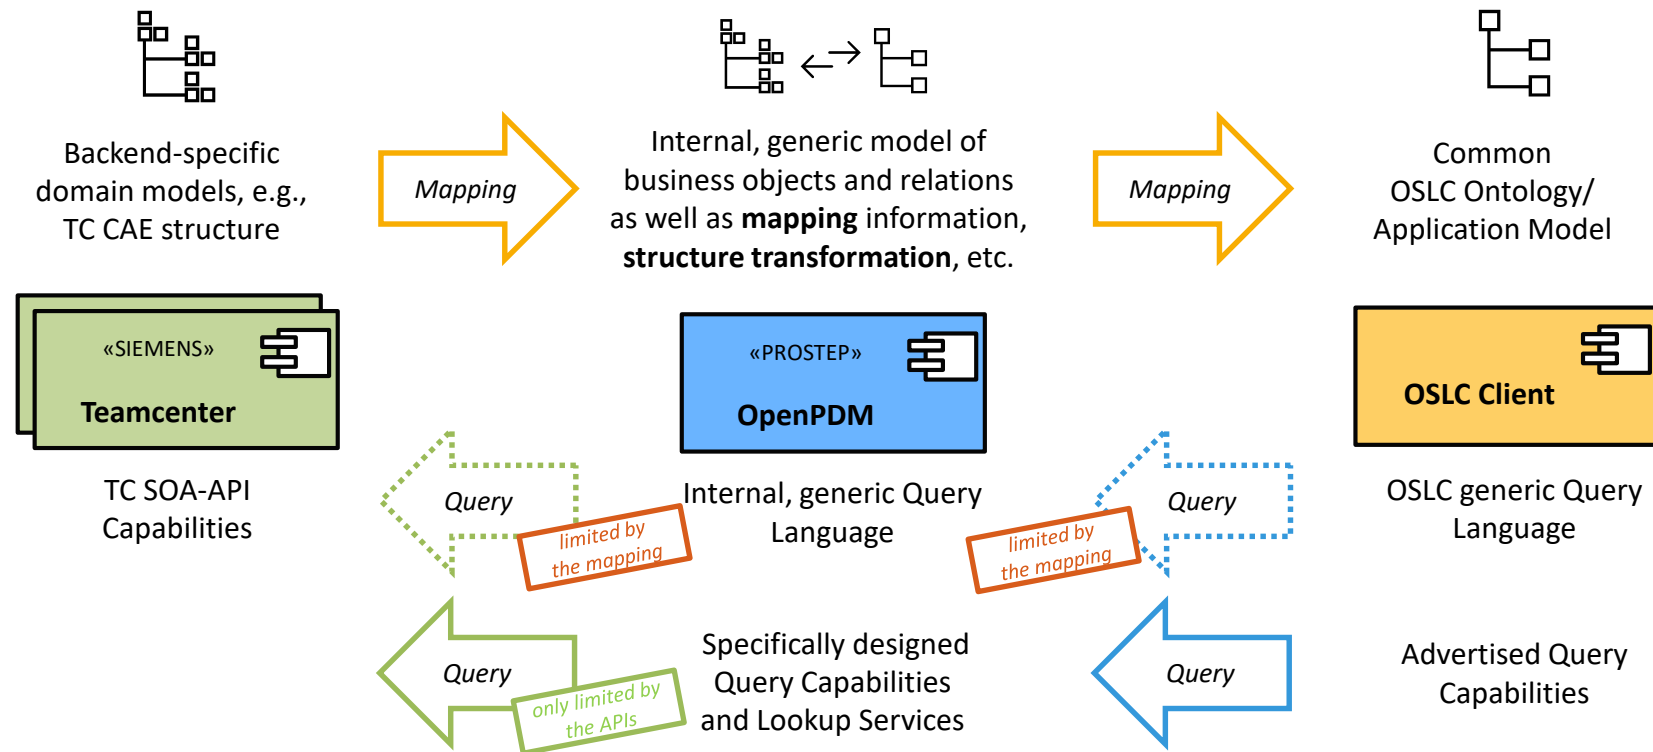 Backend-specific
domain models, e.g.,
TC CAE structure
Mapping
Internal, generic model of
business objects and relations
as well as mapping information,
structure transformation, etc.
Mapping
Common
OSLC Ontology/
Application Model
«SIEMENS»
Teamcenter
«PROSTEP»
OpenPDM
OSLC Client
TC SOA-API
Capabilities
Query
limited by
the mapping
Internal, generic Query
Language
Query
limited by
the mapping
OSLC generic Query
Language
Query
only limited by
the APIs
Specifically designed
Query Capabilities
and Lookup Services
Query
Advertised Query
Capabilities